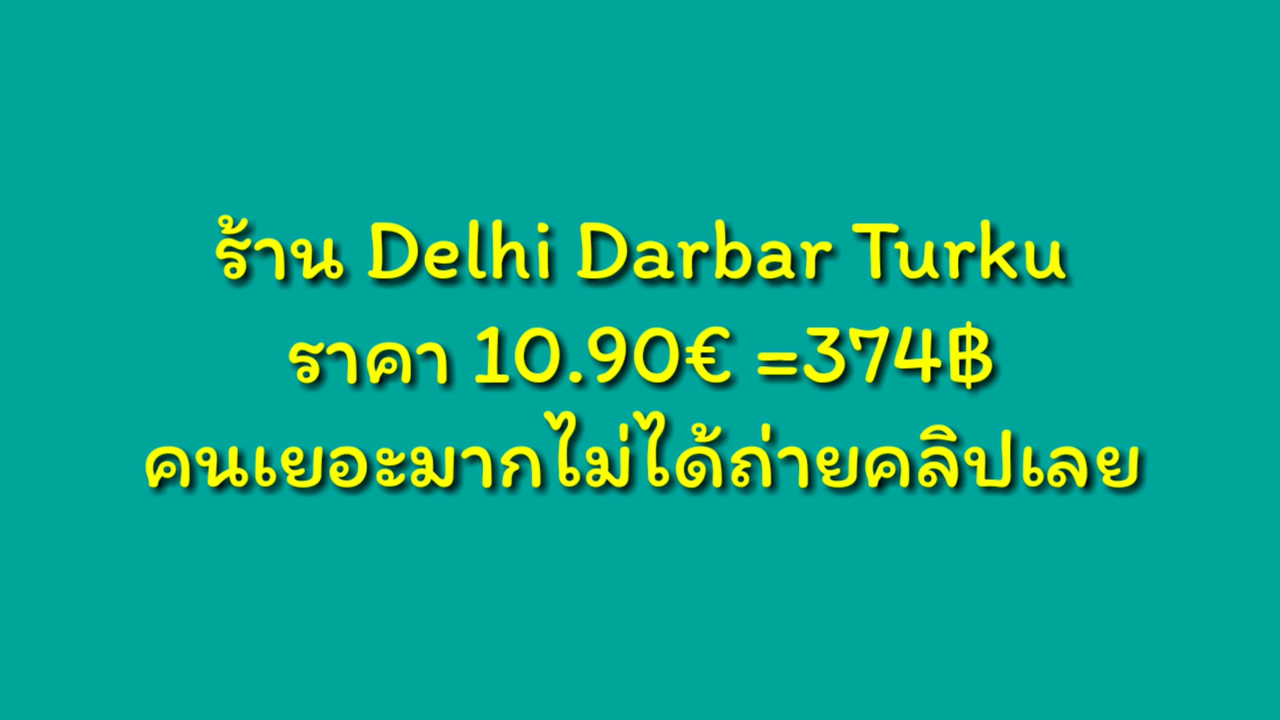 ร้าน Delhi Darbar Turku
ราคา 10.90€ =374฿
คนเยอะมากไม่ได้ถ่ายคลิปเลย